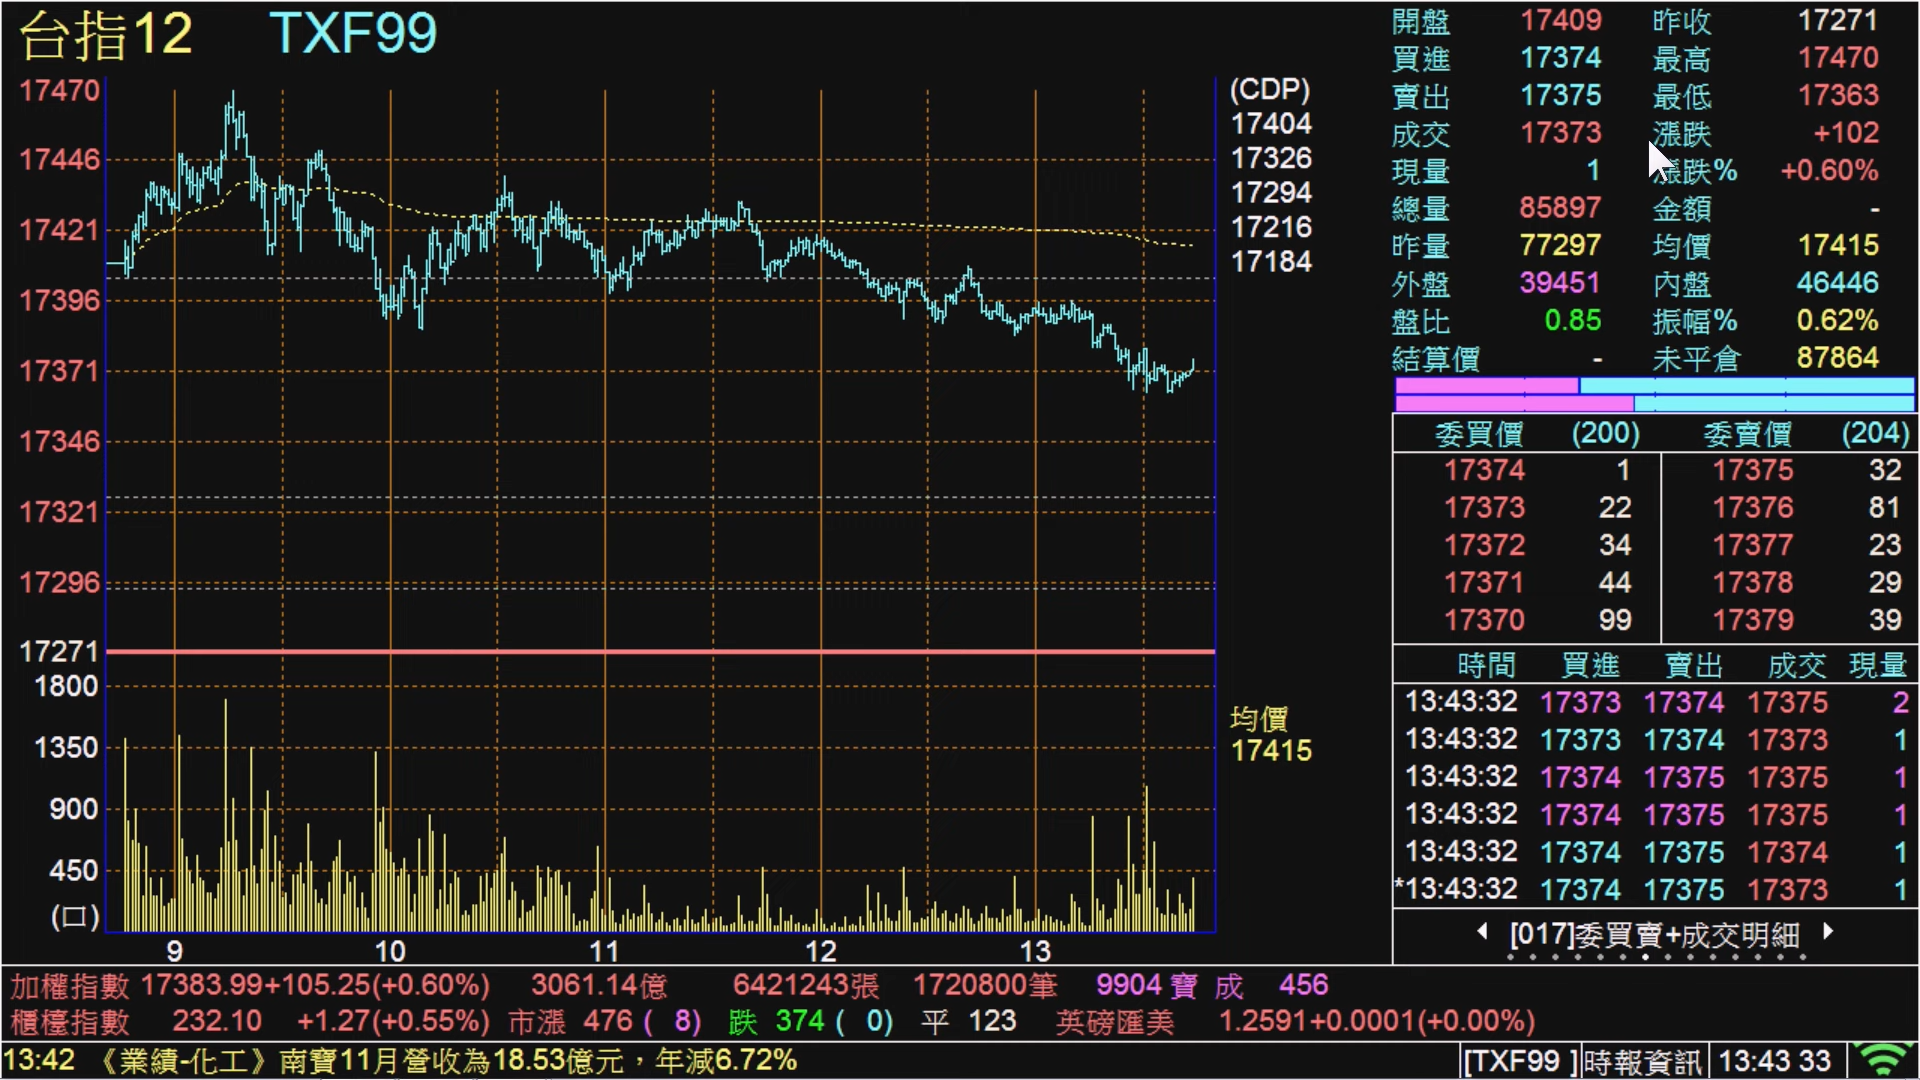 台指12 TXF99
17470
17446
17421
17396
17371
17346
17321
17296
17271
1800
1350
900
450
(口)
9 10 11 12 13
(CDP)
17404
17326
17294
17216
17184
均價
17415
開盤 17409 昨收 17271
買進 17374 最高 17470
賣出 17375 最低 17363
成交 17373 漲跌 +102
現量 1 漲跌% +0.60%
總量 85897 金額 -
昨量 77297 均價 17415
外盤 39451 內盤 46446
盤比 0.85 振幅% 0.62%
結算價 - 未平倉 87864
委買價 (200) 委賣價 (204)
17374 1 17375 32
17373 22 17376 81
17372 34 17377 23
17371 44 17378 29
17370 99 17379 39
時間 買進 賣出 成交 現量
13:43:32 17373 17374 17375 2
13:43:32 17373 17374 17373 1
13:43:32 17374 17375 17375 1
13:43:32 17374 17375 17375 1
13:43:32 17374 17375 17374 1
*13:43:32 17374 17375 17373 1
[017]委買賣+成交明細
加權指數 17383.99+105.25(+0.60%) 3061.14億 6421243張 1720800筆 9904 寶 成 456
櫃檯指數 232.10 +1.27(+0.55%) 市漲 476 ( 8) 跌 374 ( 0) 平 123 英磅匯美 1.2591+0.0001(+0.00%)
13:42 《業績-化工》南寶11月營收為18.53億元，年減6.72% [TXF99 ] 時報資訊 13:43 33